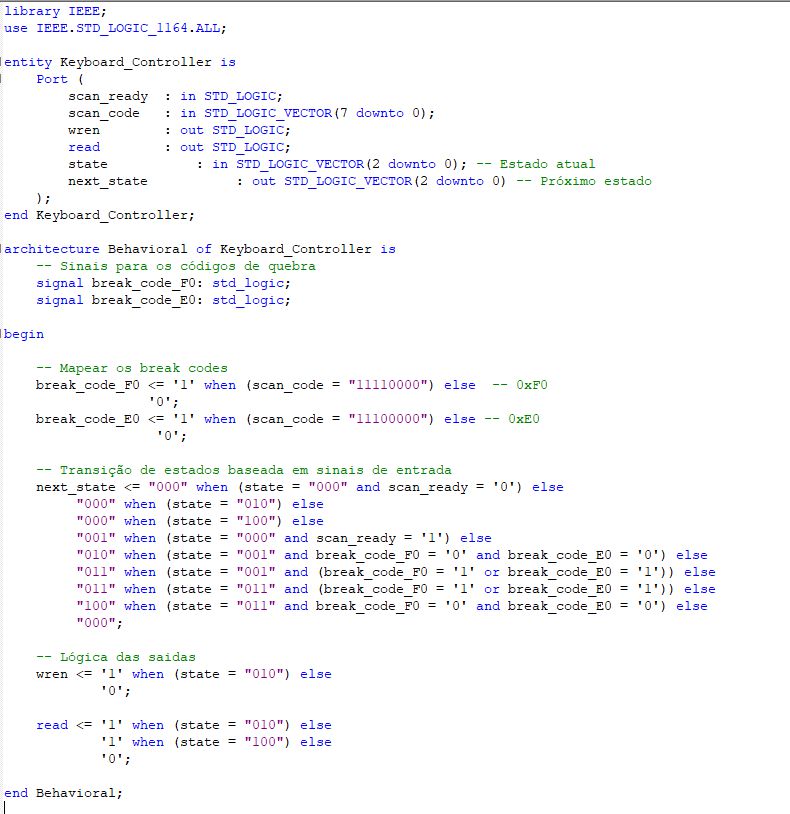 library IEEE;
use IEEE.STD_LOGIC_1164.ALL;
entity Keyboard_Controller is
Port (
scan_ready : in STD_LOGIC;
scan_code : in STD_LOGIC_VECTOR(7 downto 0);
wren : out STD_LOGIC;
read : out STD_LOGIC;
state : in STD_LOGIC_VECTOR(2 downto 0); -- Estado atual
next_state : out STD_LOGIC_VECTOR(2 downto 0) -- Próximo estado
);
end Keyboard_Controller;
architecture Behavioral of Keyboard_Controller is
-- Sinais para os códigos de quebra
signal break_code_F0: std_logic;
signal break_code_E0: std_logic;
begin
-- Mapear os break codes
break_code_F0 <= '1' when (scan_code = "11110000") else -- 0xF0
'0';
break_code_E0 <= '1' when (scan_code = "11100000") else -- 0xE0
'0';
-- Transição de estados baseada em sinais de entrada
next_state <= "000" when (state = "000" and scan_ready = '0') else
"000" when (state = "010") else
"000" when (state = "100") else
"001" when (state = "000" and scan_ready = '1') else
"010" when (state = "001" and break_code_F0 = '0' and break_code_E0 = '0') else
"011" when (state = "001" and (break_code_F0 = '1' or break_code_E0 = '1')) else
"011" when (state = "011" and (break_code_F0 = '1' or break_code_E0 = '1')) else
"100" when (state = "011" and break_code_F0 = '0' and break_code_E0 = '0') else
"000";
-- Lógica das saidas
wren <= '1' when (state = "010") else
'0';
read <= '1' when (state = "010") else
'1' when (state = "100") else
'0';
end Behavioral;